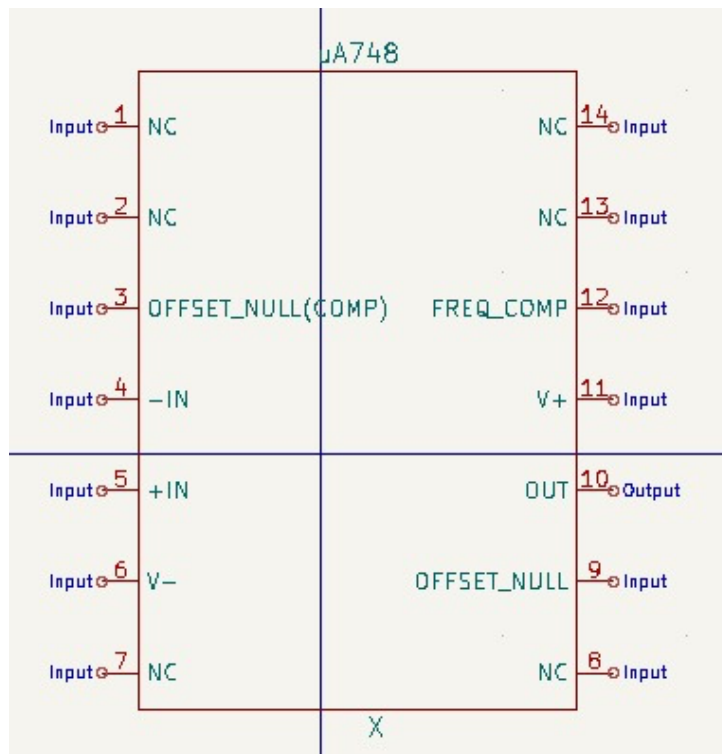 µA748
Input 1 NC NC 14 Input
Input 2 NC NC 13 Input
Input 3 OFFSET_NULL(COMP) FREQ_COMP 12 Input
Input 4 -IN V+ 11 Input
Input 5 +IN OUT 10 Output
Input 6 V- OFFSET_NULL 9 Input
Input 7 NC NC 8 Input
X